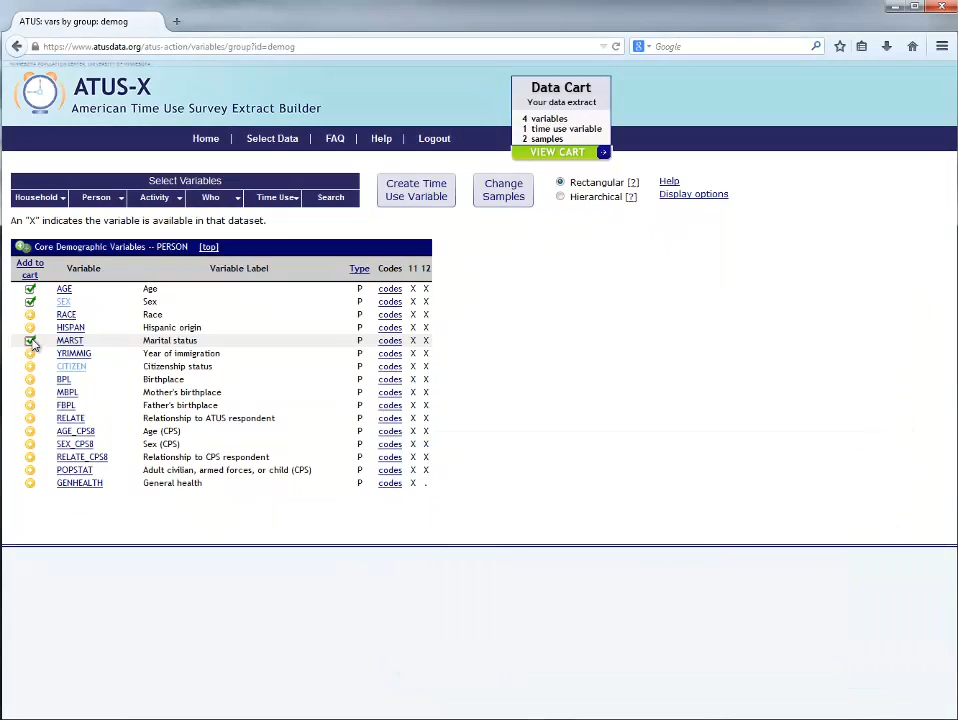 ATUS: vars by group: demog
https://www.atusdata.org/atus-action/variables/group?id=demog
Google
MINNESOTA POPULATION CENTER, UNIVERSITY OF MINNESOTA
ATUS-X
American Time Use Survey Extract Builder
Data Cart
Your data extract
4 variables
1 time use variable
2 samples
VIEW CART
Home | Select Data | FAQ | Help | Logout
Select Variables
Household Person Activity Who Time Use Search
Create Time
Use Variable
Change
Samples
Rectangular [?]
Hierarchical [?]
Help
Display options
An "X" indicates the variable is available in that dataset.
Core Demographic Variables -- PERSON [top]
Add to
cart Variable Variable Label Type Codes 11 12
AGE Age P codes X X
SEX Sex P codes X X
RACE Race P codes X X
HISPAN Hispanic origin P codes X X
MARST Marital status P codes X X
YRIMMIG Year of immigration P codes X X
CITIZEN Citizenship status P codes X X
BPL Birthplace P codes X X
MBPL Mother's birthplace P codes X X
FBPL Father's birthplace P codes X X
RELATE Relationship to ATUS respondent P codes X X
AGE_CPS8 Age (CPS) P codes X X
SEX_CPS8 Sex (CPS) P codes X X
RELATE_CPS8 Relationship to CPS respondent P codes X X
POPSTAT Adult civilian, armed forces, or child (CPS) P codes X X
GENHEALTH General health P codes X .